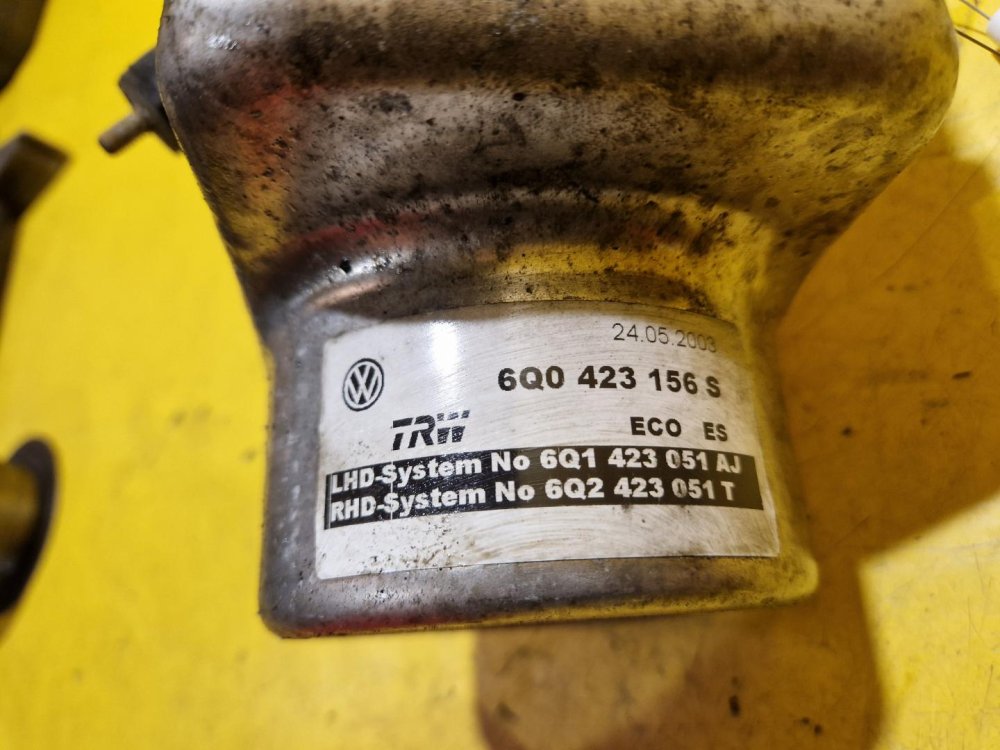 24.05.2003
6Q0 423 156 S
TRW
ECO ES
LHD-System No 6Q1 423 051 AJ
RHD-System No 6Q2 423 051 T